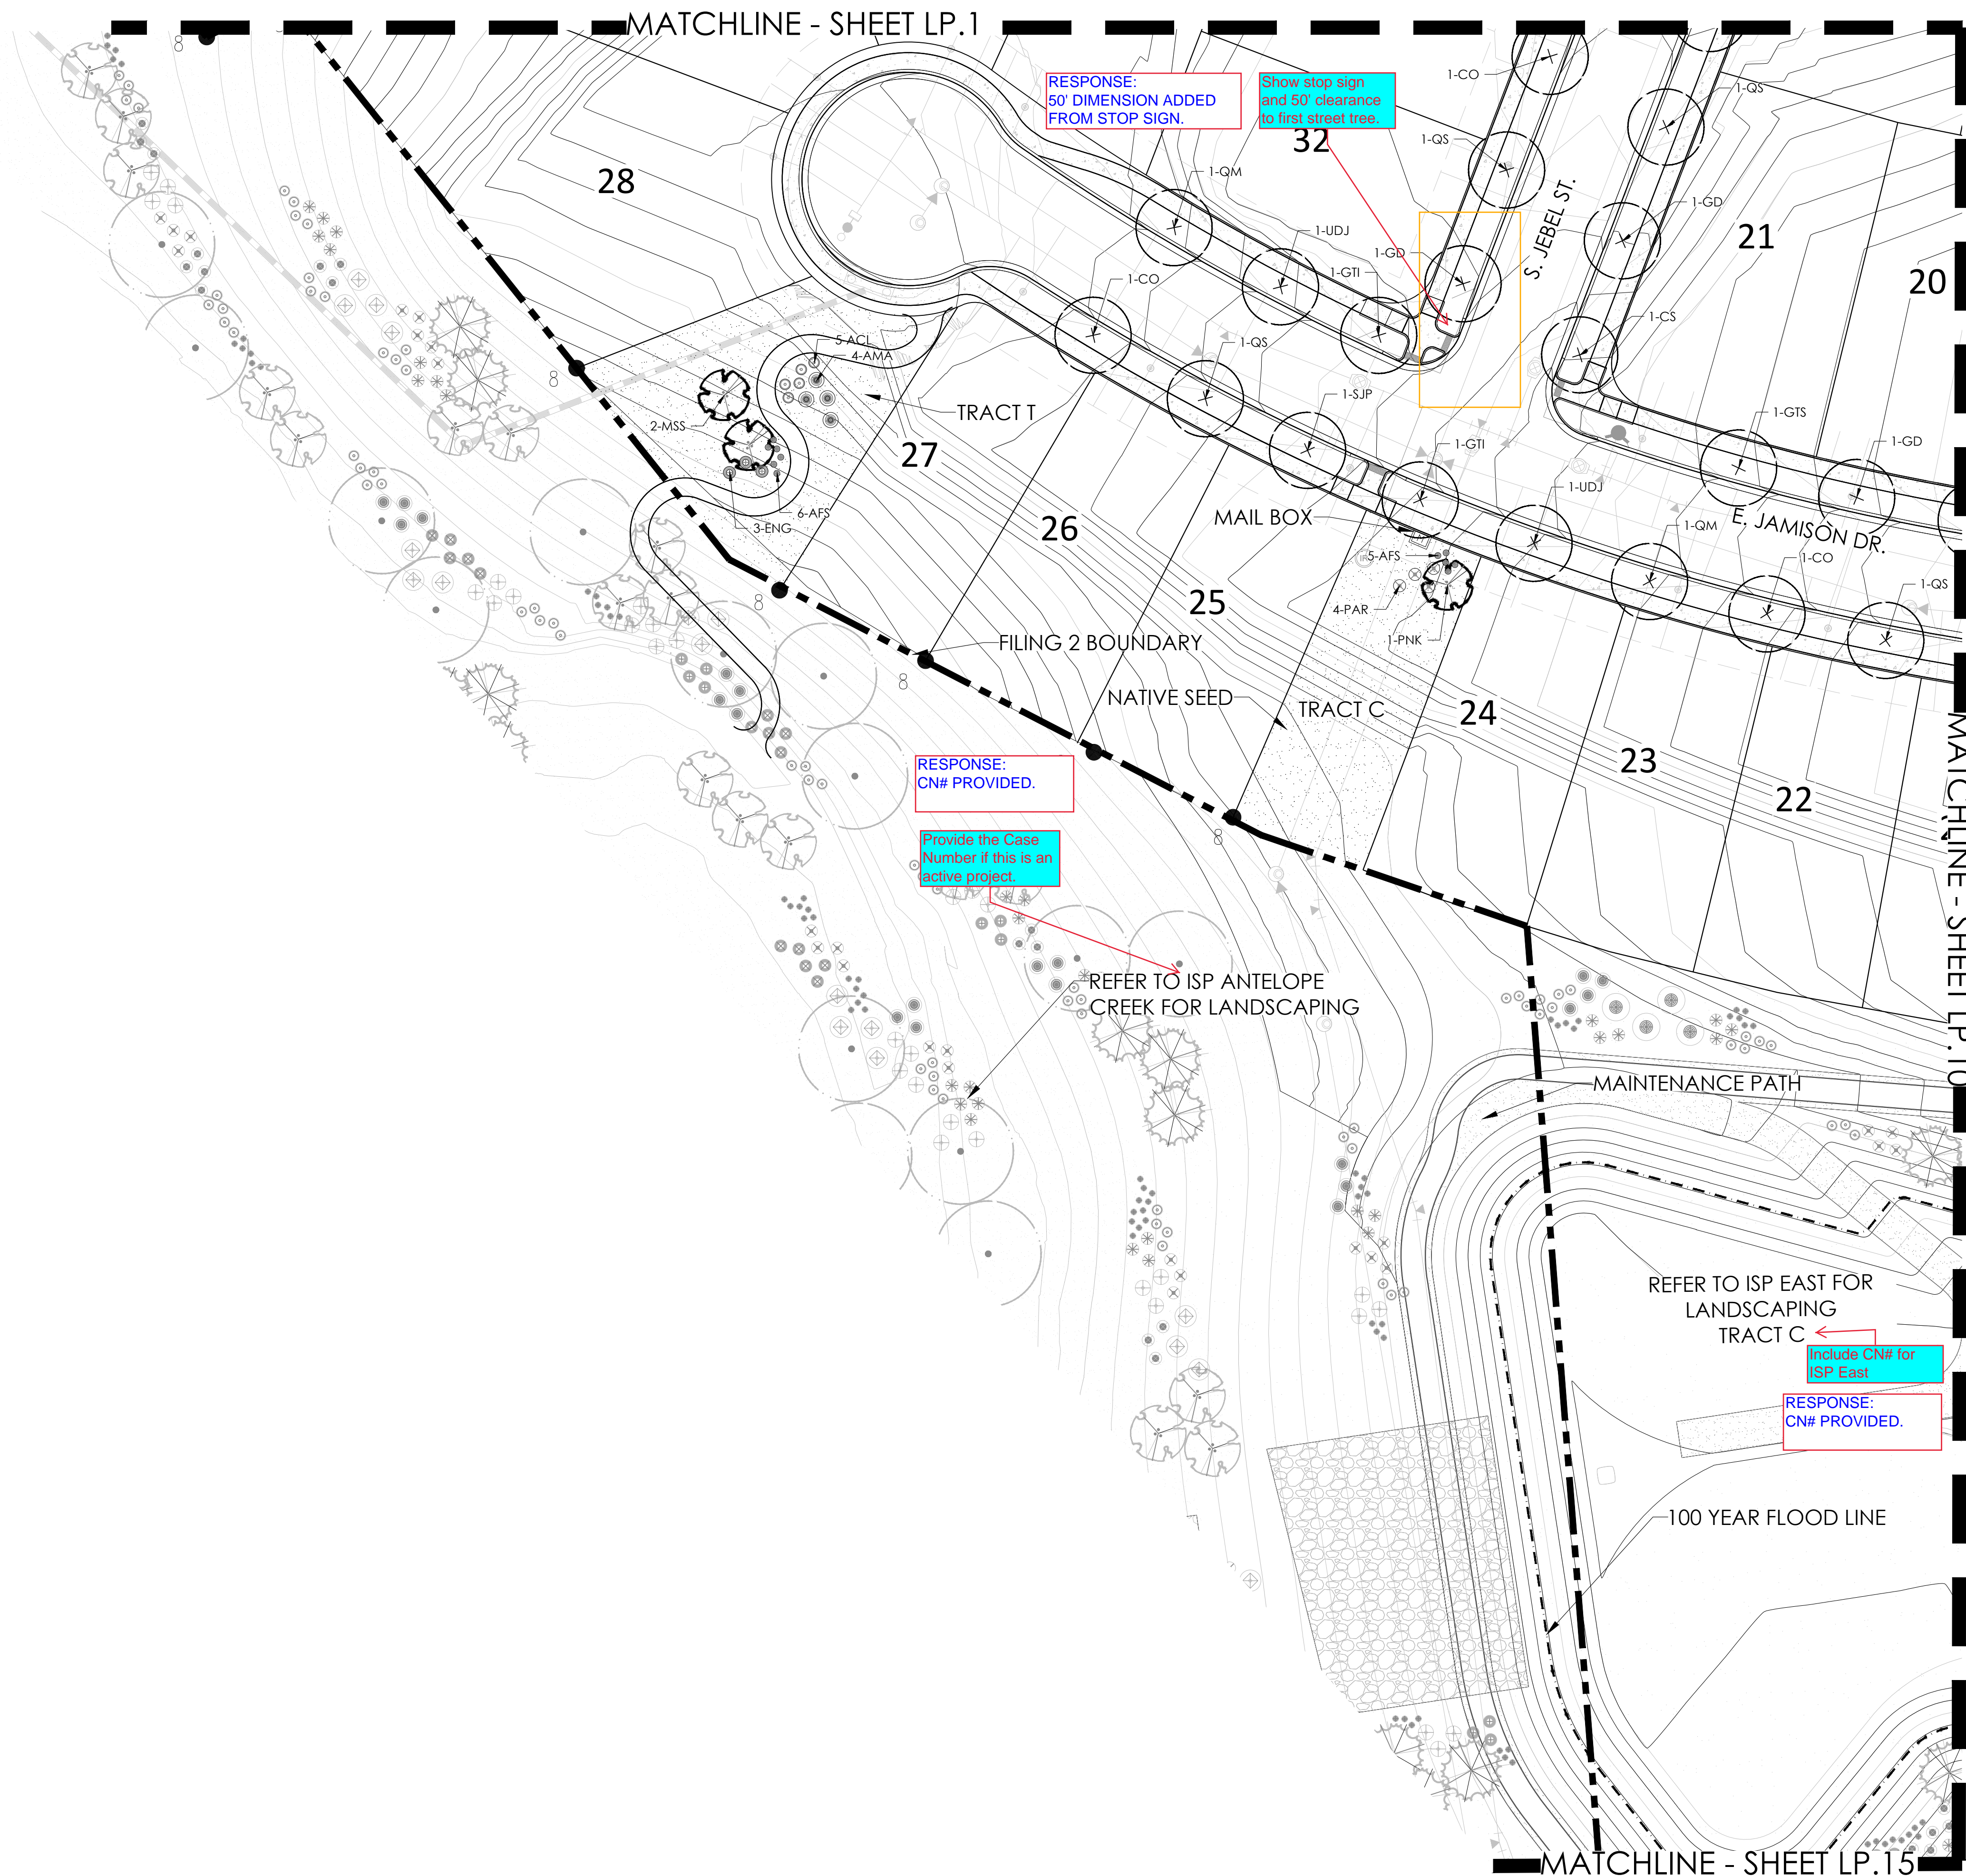 MATCHLINE - SHEET LP.1
8
RESPONSE:
50' DIMENSION ADDED
FROM STOP SIGN.
Show stop sign
and 50' clearance
to first street tree.
32
1-CO
1-QS
1-QS
28
1-QM
S. JEBEL ST.
1-GD
21
1-UDJ
1-GD
1-GTI
20
1-CO
1-CS
5-ACL
4-AMA
1-QS
8
TRACT T
1-SJP
1-GTS
2-MSS
27
1-GTI
1-GD
1-UDJ
6-AFS
3-ENG
26
MAIL BOX
1-QM
E. JAMISON DR.
5-AFS
1-CO
1-QS
8
25
4-PAR
1-PNK
FILING 2 BOUNDARY
8
NATIVE SEED
TRACT C
24
23
22
MATCHLINE - SHEET LP.10
RESPONSE:
CN# PROVIDED.
8
Provide the Case
Number if this is an
active project.
REFER TO ISP ANTELOPE
CREEK FOR LANDSCAPING
MAINTENANCE PATH
REFER TO ISP EAST FOR
LANDSCAPING
TRACT C
Include CN# for
ISP East
RESPONSE:
CN# PROVIDED.
100 YEAR FLOOD LINE
MATCHLINE - SHEET LP.15